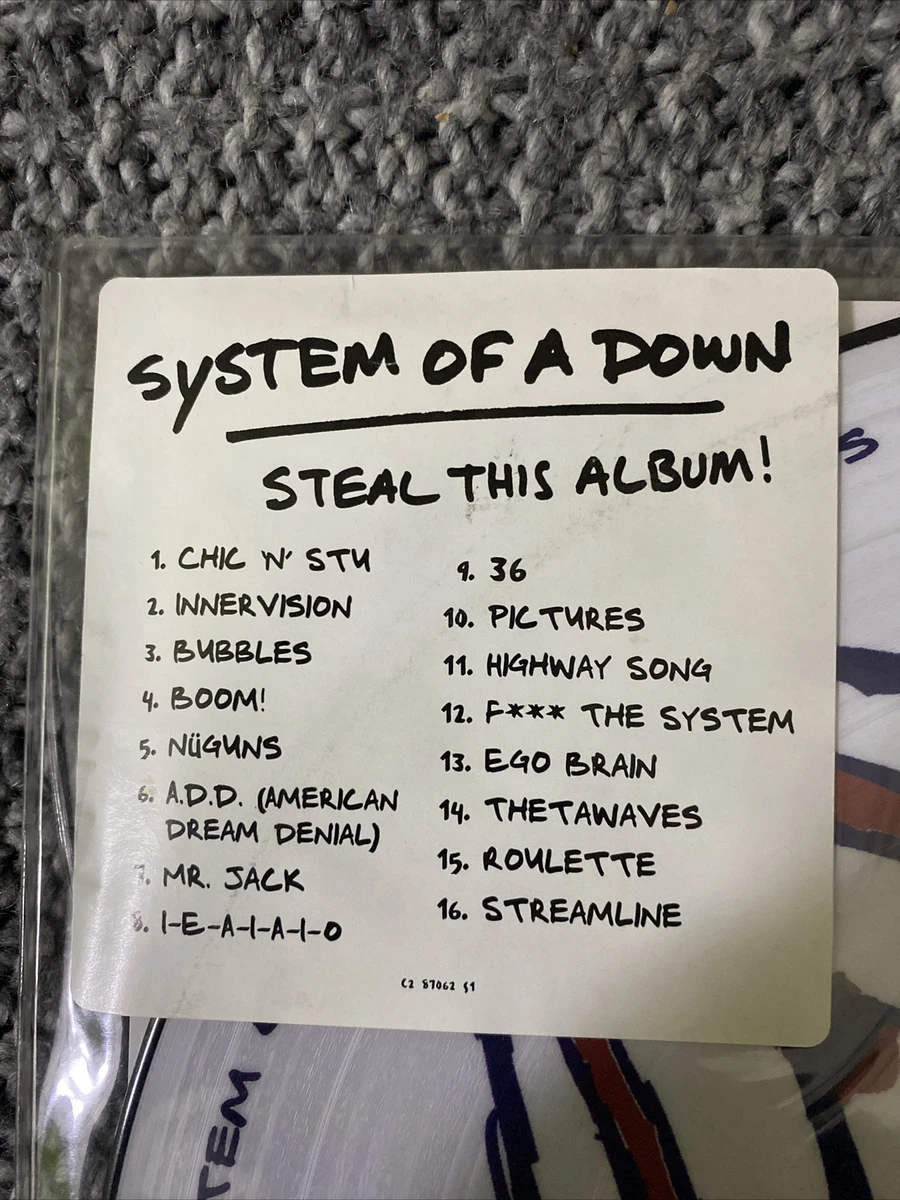 SYSTEM OF A DOWN
STEAL THIS ALBUM!
1. CHIC 'N' STU
2. INNERVISION
3. BUBBLES
4. BOOM!
5. NüGUNS
6. A.D.D. (AMERICAN
DREAM DENIAL)
7. MR. JACK
8. I-E-A-I-A-I-O
9. 36
10. PICTURES
11. HIGHWAY SONG
12. F*** THE SYSTEM
13. EGO BRAIN
14. THETAWAVES
15. ROULETTE
16. STREAMLINE
C2 87062 S1
TEM
S